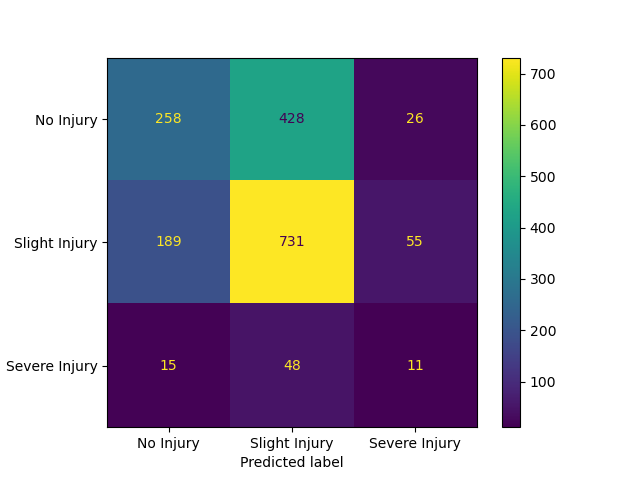 No Injury 258 428 26
Slight Injury 189 731 55
Severe Injury 15 48 11
No Injury Slight Injury Severe Injury
Predicted label
700
600
500
400
300
200
100